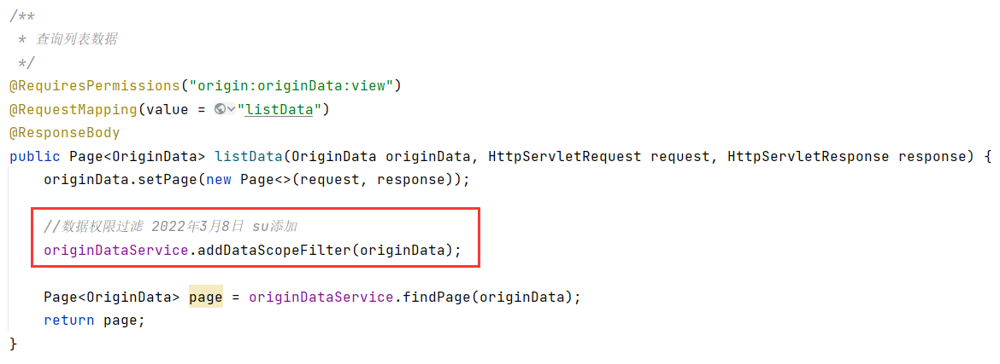 /**
 * 查询列表数据
 */
@RequiresPermissions("origin:originData:view")
@RequestMapping(value = "listData")
@ResponseBody
public Page<OriginData> listData(OriginData originData, HttpServletRequest request, HttpServletResponse response) {
    originData.setPage(new Page<>(request, response));
    //数据权限过滤 2022年3月8日 su添加
    originDataService.addDataScopeFilter(originData);
    Page<OriginData> page = originDataService.findPage(originData);
    return page;
}